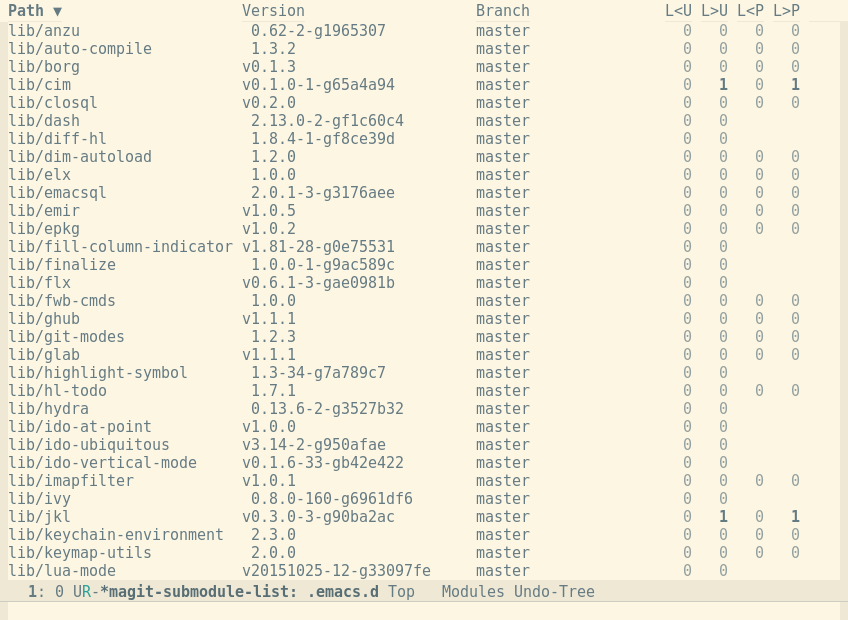 Path ▼ Version Branch L<U L>U L<P L>P
lib/anzu 0.62-2-g1965307 master 0 0 0 0
lib/auto-compile 1.3.2 master 0 0 0 0
lib/borg v0.1.3 master 0 0 0 0
lib/cim v0.1.0-1-g65a4a94 master 0 1 0 1
lib/closql v0.2.0 master 0 0 0 0
lib/dash 2.13.0-2-gf1c60c4 master 0 0
lib/diff-hl 1.8.4-1-gf8ce39d master 0 0
lib/dim-autoload 1.2.0 master 0 0 0 0
lib/elx 1.0.0 master 0 0 0 0
lib/emacsql 2.0.1-3-g3176aee master 0 0 0 0
lib/emir v1.0.5 master 0 0 0 0
lib/epkg v1.0.2 master 0 0 0 0
lib/fill-column-indicator v1.81-28-g0e75531 master 0 0
lib/finalize 1.0.0-1-g9ac589c master 0 0
lib/flx v0.6.1-3-gae0981b master 0 0
lib/fwb-cmds 1.0.0 master 0 0 0 0
lib/ghub v1.1.1 master 0 0 0 0
lib/git-modes 1.2.3 master 0 0 0 0
lib/glab v1.1.1 master 0 0 0 0
lib/highlight-symbol 1.3-34-g7a789c7 master 0 0
lib/hl-todo 1.7.1 master 0 0 0 0
lib/hydra 0.13.6-2-g3527b32 master 0 0
lib/ido-at-point v1.0.0 master 0 0
lib/ido-ubiquitous v3.14-2-g950afae master 0 0
lib/ido-vertical-mode v0.1.6-33-gb42e422 master 0 0
lib/imapfilter v1.0.1 master 0 0 0 0
lib/ivy 0.8.0-160-g6961df6 master 0 0
lib/jkl v0.3.0-3-g90ba2ac master 0 1 0 1
lib/keychain-environment 2.3.0 master 0 0 0 0
lib/keymap-utils 2.0.0 master 0 0 0 0
lib/lua-mode v20151025-12-g33097fe master 0 0
1: 0 UR-*magit-submodule-list: .emacs.d Top Modules Undo-Tree